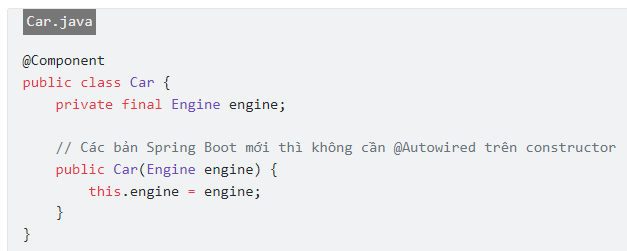 Car.java
@Component
public class Car {
    private final Engine engine;
    // Các bản Spring Boot mới thì không cần @Autowired trên constructor
    public Car(Engine engine) {
        this.engine = engine;
    }
}